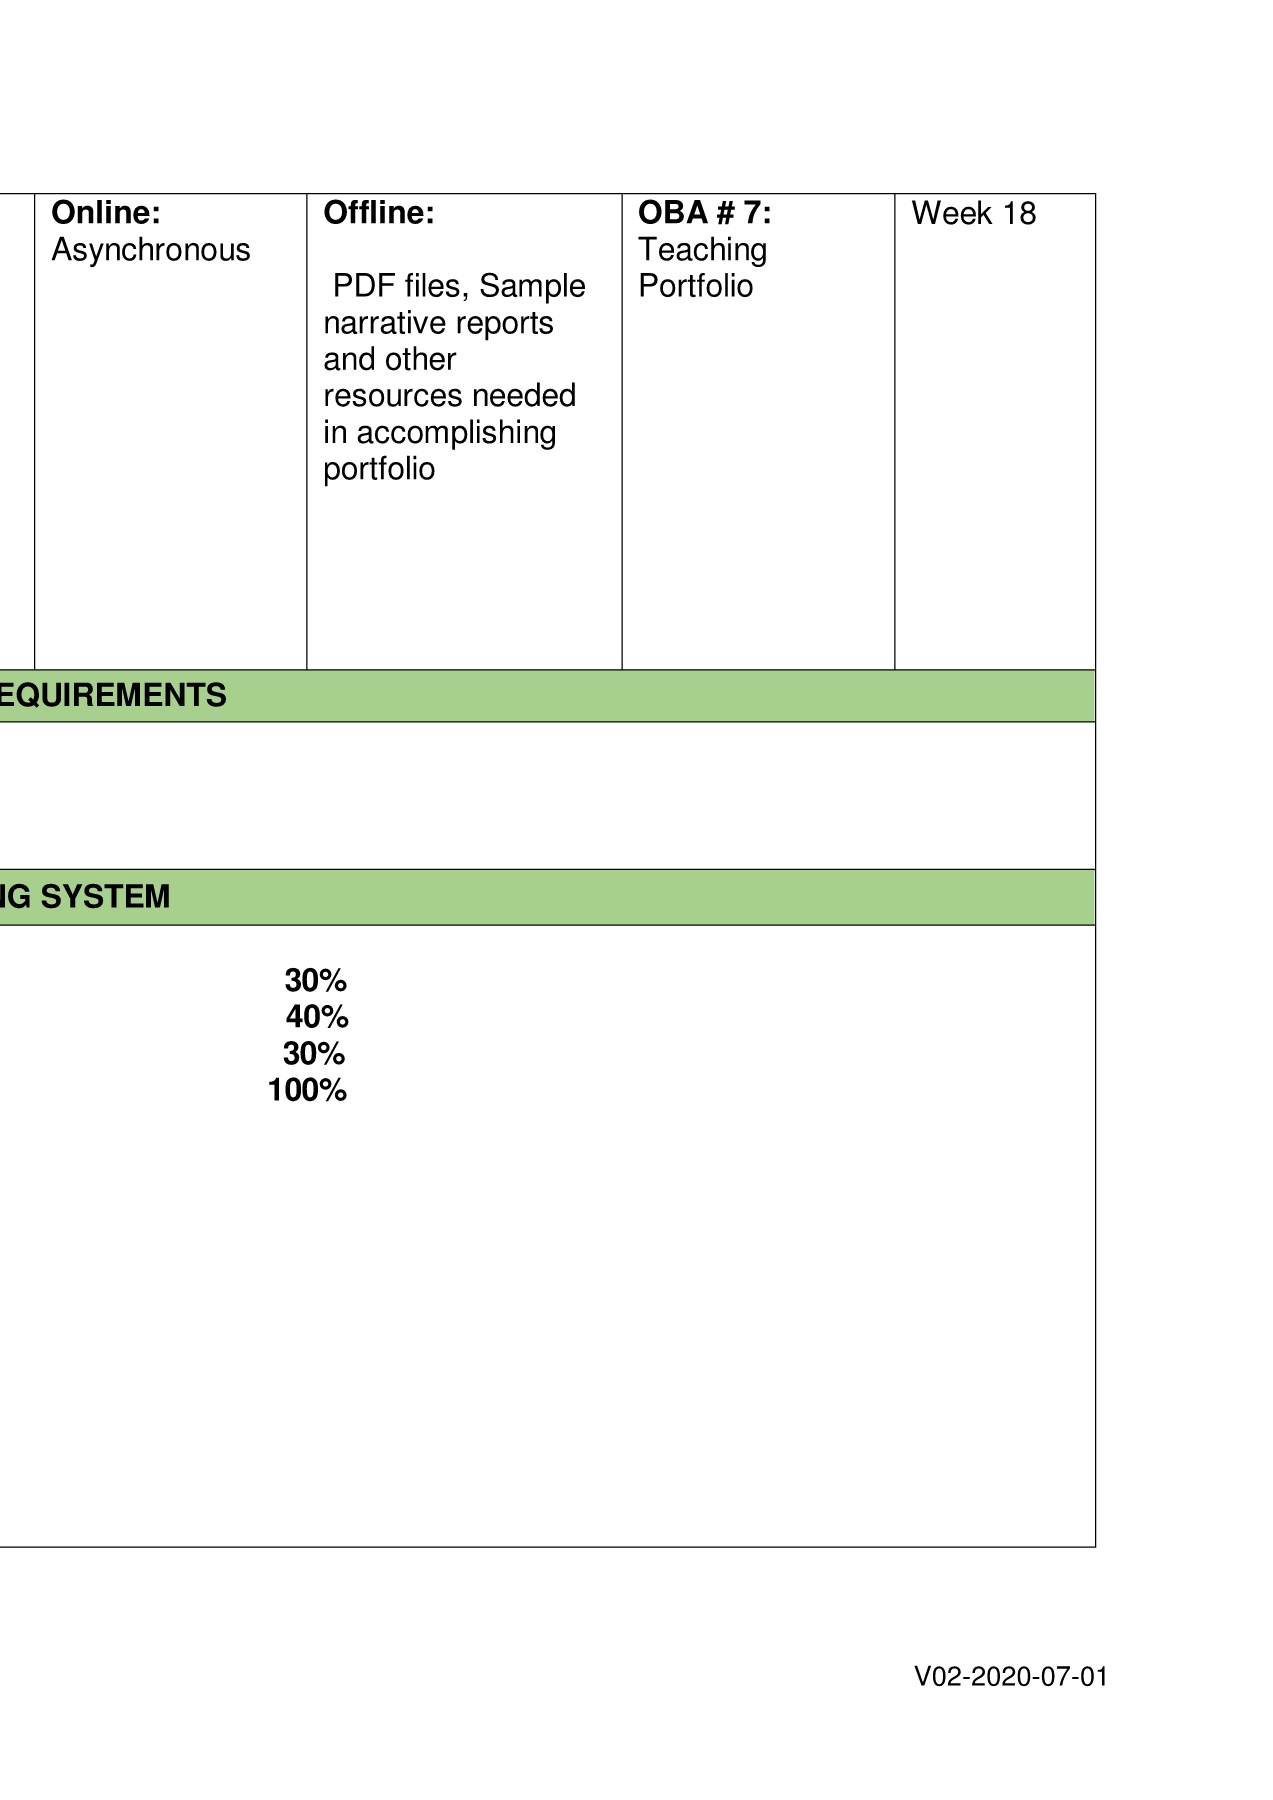 Online:
Asynchronous
Offline:
PDF files, Sample
narrative reports
and other
resources needed
in accomplishing
portfolio
OBA # 7:
Teaching
Portfolio
Week 18
EQUIREMENTS
NG SYSTEM
30%
40%
30%
100%
V02-2020-07-01